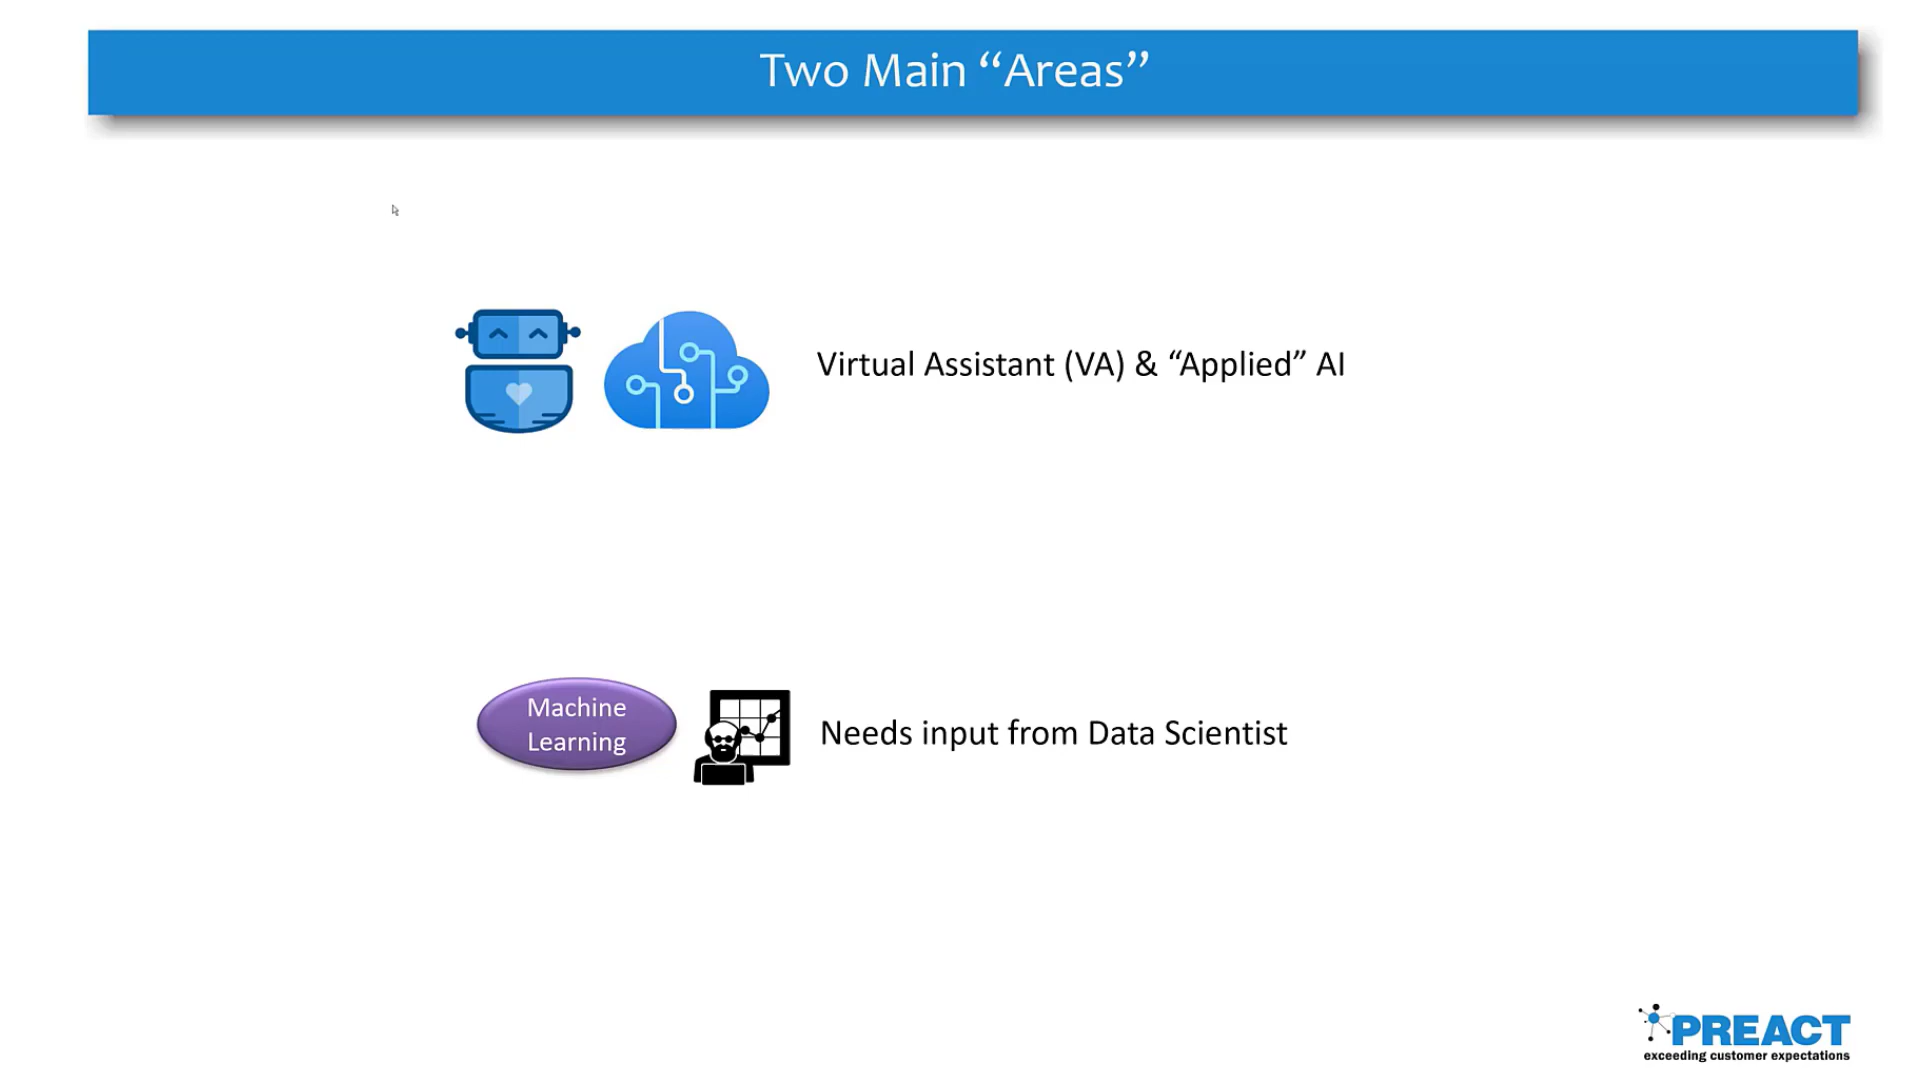 Two Main “Areas”
Virtual Assistant (VA) & “Applied” AI
Machine
Learning
Needs input from Data Scientist
PREACT
exceeding customer expectations